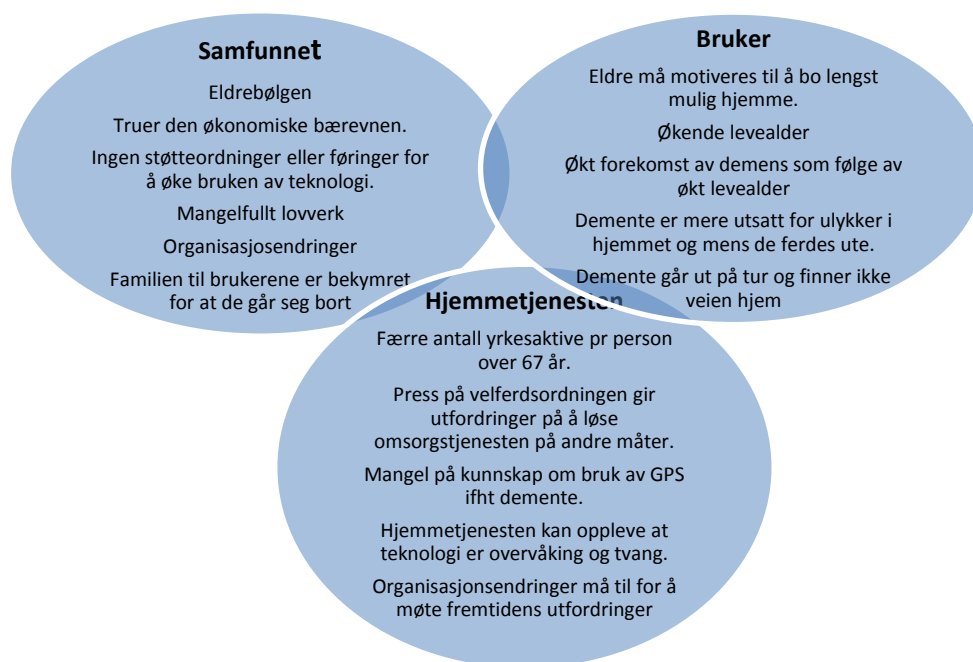 Samfunnet
Eldrebølgen
Truer den økonomiske bærevnen.
Ingen støtteordninger eller føringer for
å øke bruken av teknologi.
Mangelfullt lovverk
Organisasjosendringer
Familien til brukerene er bekymret
for at de går seg bort
Bruker
Eldre må motiveres til å bo lengst
mulig hjemme.
Økende levealder
Økt forekomst av demens som følge av
økt levealder
Demente er mere utsatt for ulykker i
hjemmet og mens de ferdes ute.
Demente går ut på tur og finner ikke
veien hjem
Hjemmetjenesten
Færre antall yrkesaktive pr person
over 67 år.
Press på velferdsordningen gir
utfordringer på å løse
omsorgstjenesten på andre måter.
Mangel på kunnskap om bruk av GPS
ifht demente.
Hjemmetjenesten kan oppleve at
teknologi er overvåking og tvang.
Organisasjonsendringer må til for å
møte fremtidens utfordringer